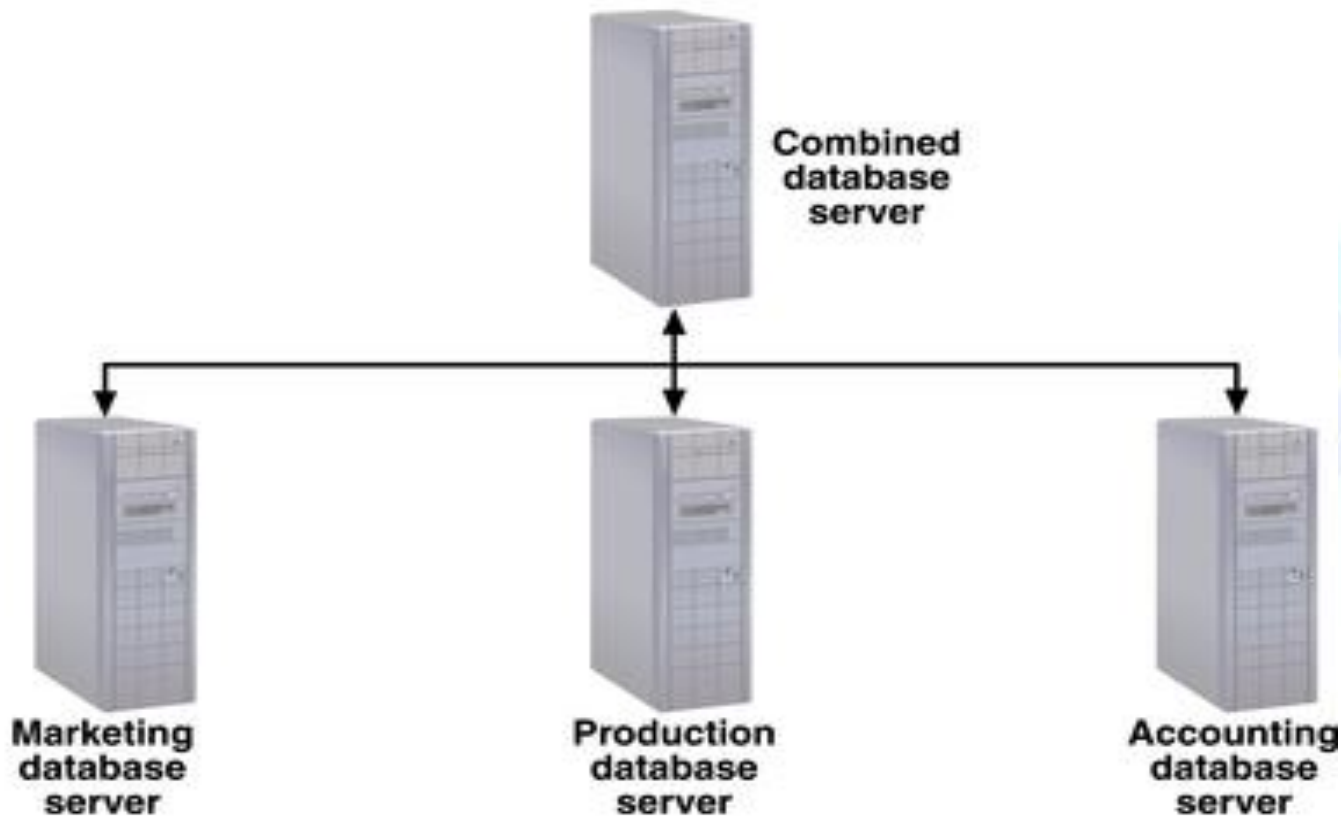 Combined
database
server
Marketing
database
server
Production
database
server
Accounting
database
server